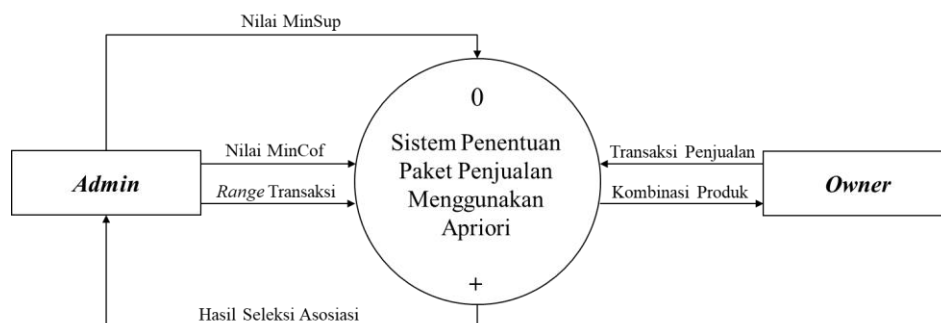 Nilai MinSup
0
Sistem Penentuan
Paket Penjualan
Menggunakan
Apriori
+
Admin
Nilai MinCof
Range Transaksi
Transaksi Penjualan
Kombinasi Produk
Owner
Hasil Seleksi Asosiasi